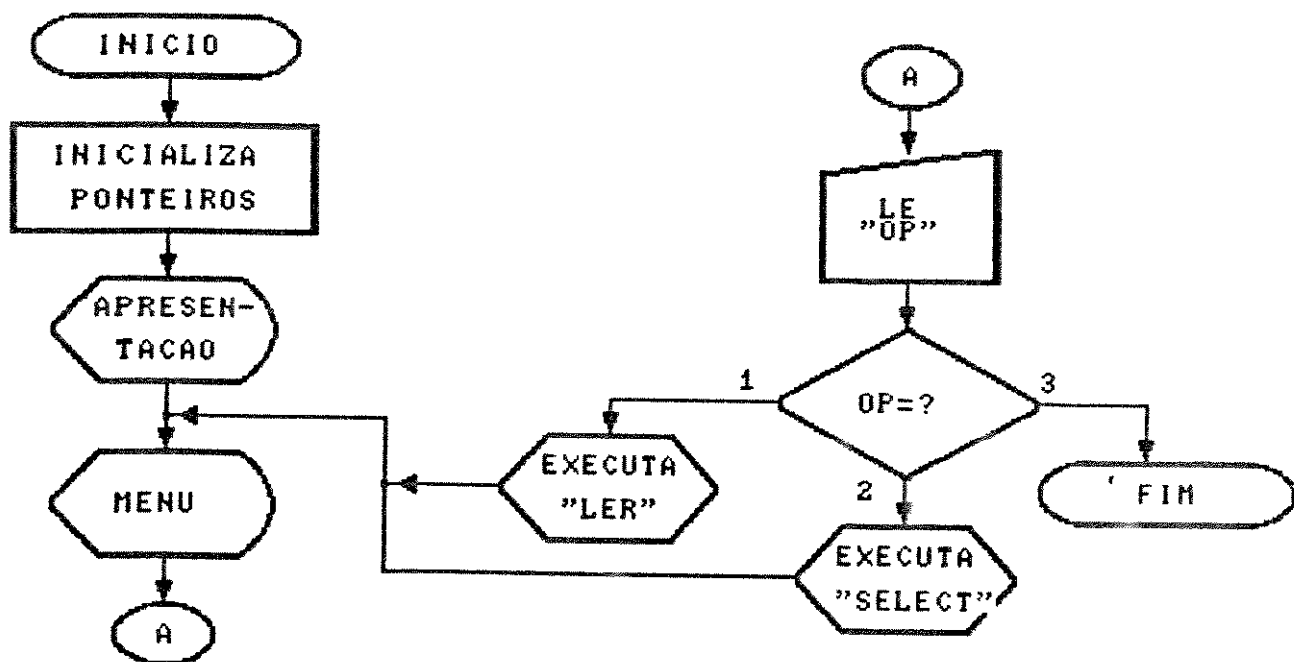 INICIO
INICIALIZA
PONTEIROS
APRESEN-
TACAO
MENU
A
A
LE
"OP"
OP=?
1
2
3
EXECUTA
"LER"
EXECUTA
"SELECT"
FIM